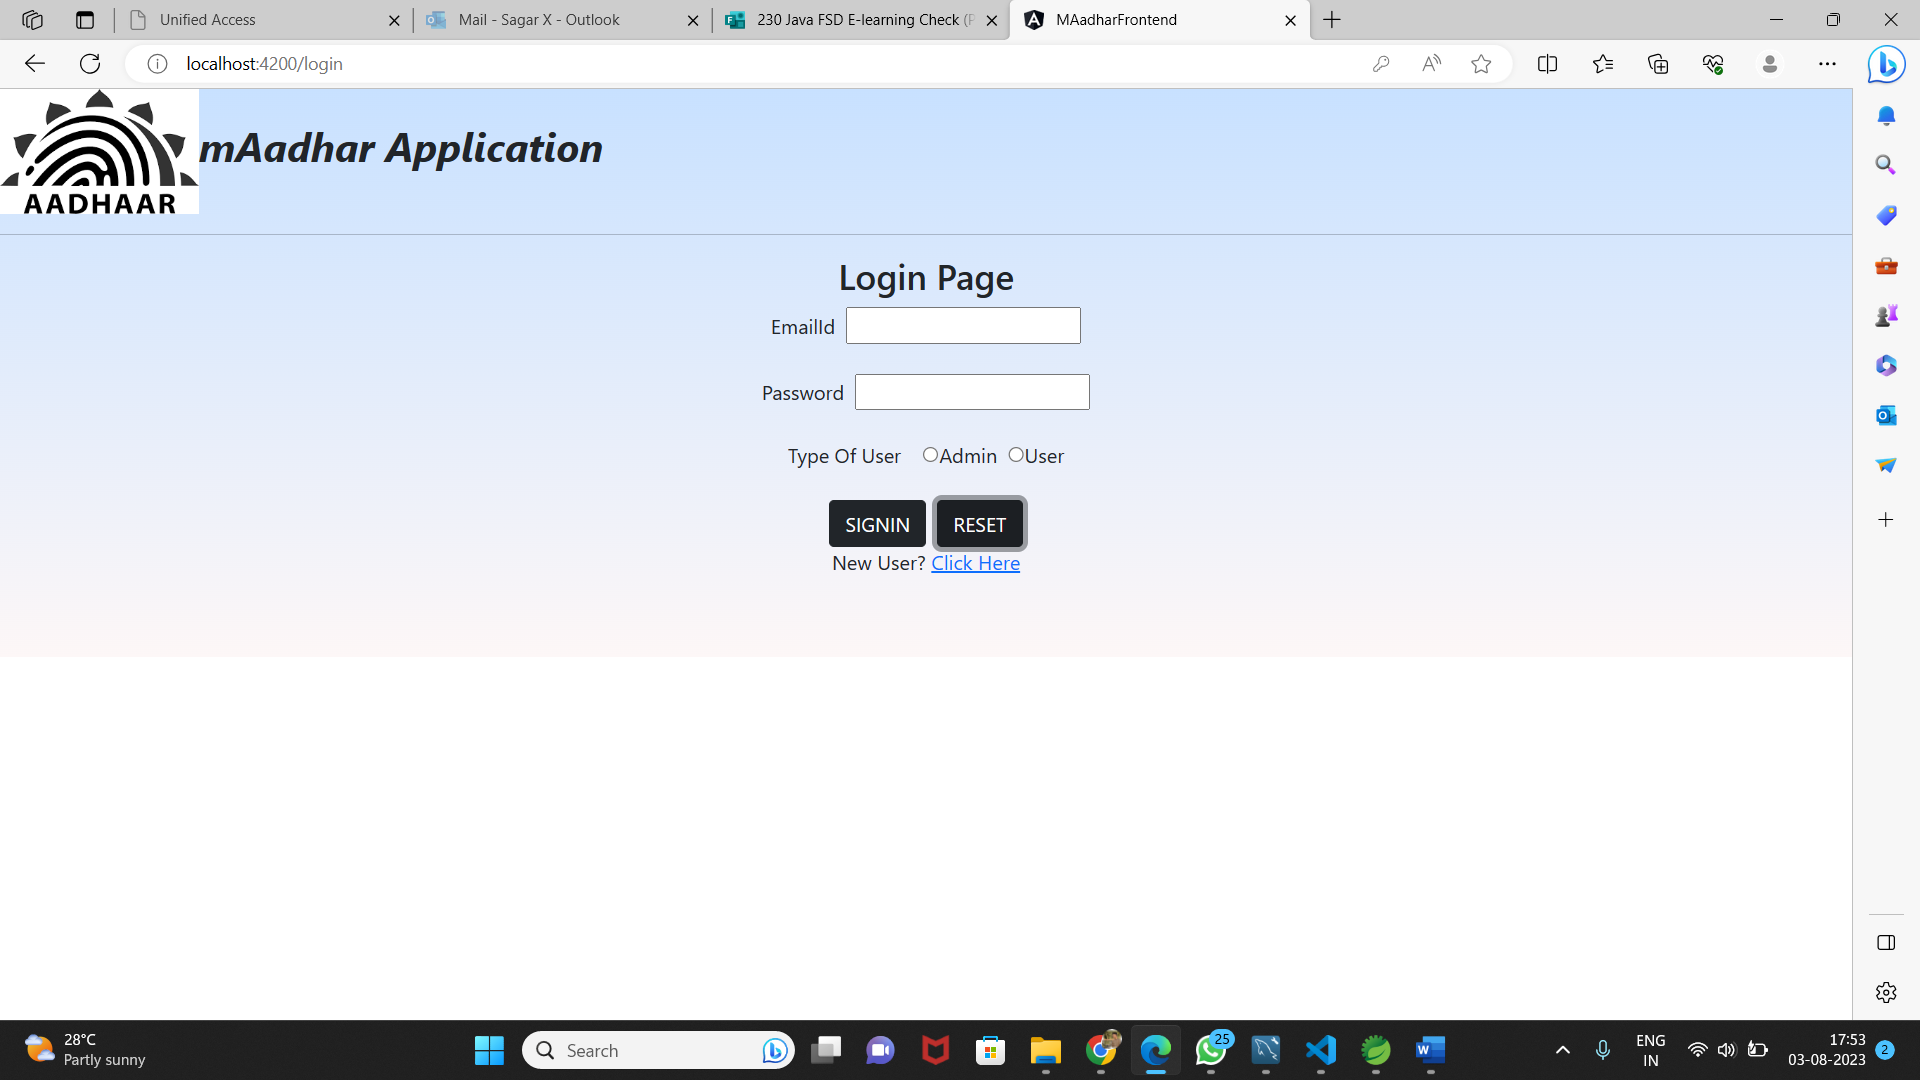 Unified Access
Mail - Sagar X - Outlook
230 Java FSD E-learning Check (P
MAadharFrontend
localhost:4200/login
AADHAAR
mAadhar Application
Login Page
EmailId
Password
Type Of User Admin User
SIGNIN RESET
New User? Click Here
28°C
Partly sunny
Search
25
ENG
IN
17:53
03-08-2023
2